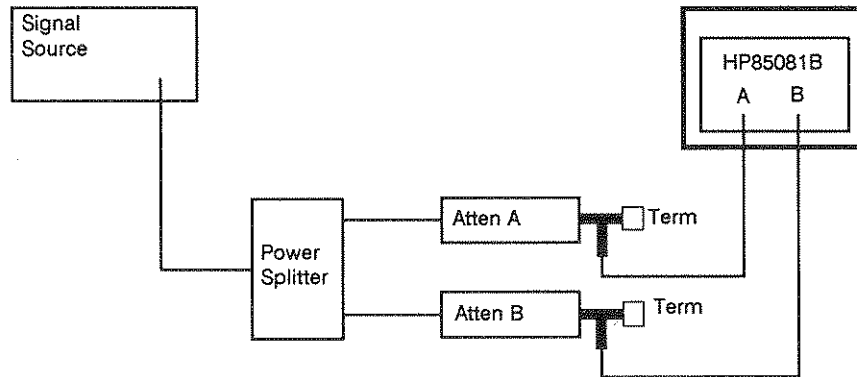 Signal
Source
HP85081B
A B
Atten A
Term
Power
Splitter
Atten B
Term